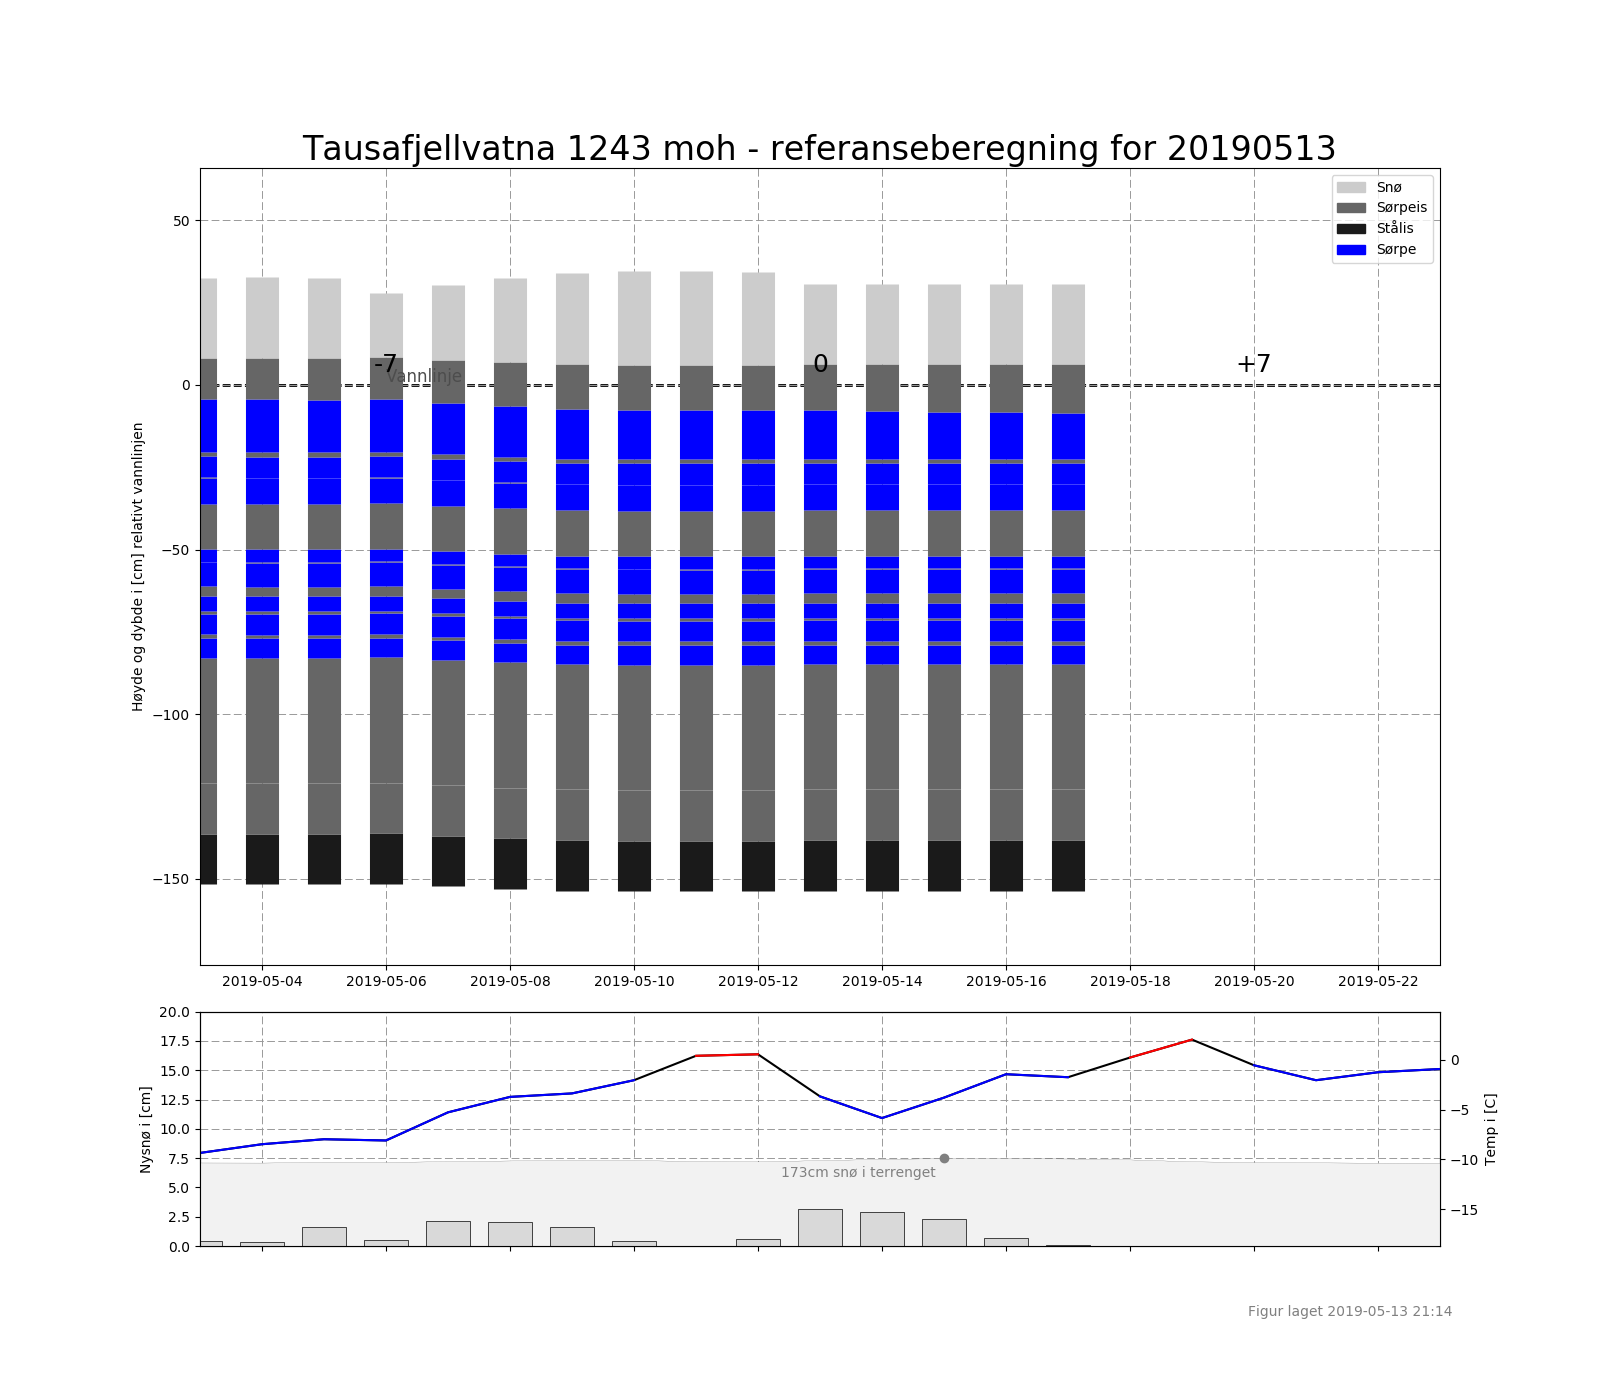 Tausafjellvatna 1243 moh - referanseberegning for 20190513
Snø
Sørpeis
Stålis
Sørpe
Høyde og dybde i [cm] relativt vannlinjen
50
0
−50
−100
−150
-7
0
+7
Vannlinje
2019-05-04
2019-05-06
2019-05-08
2019-05-10
2019-05-12
2019-05-14
2019-05-16
2019-05-18
2019-05-20
2019-05-22
Nysnø i [cm]
20.0
17.5
15.0
12.5
10.0
7.5
5.0
2.5
0.0
173cm snø i terrenget
0
−5
−10
−15
Temp i [C]
Figur laget 2019-05-13 21:14